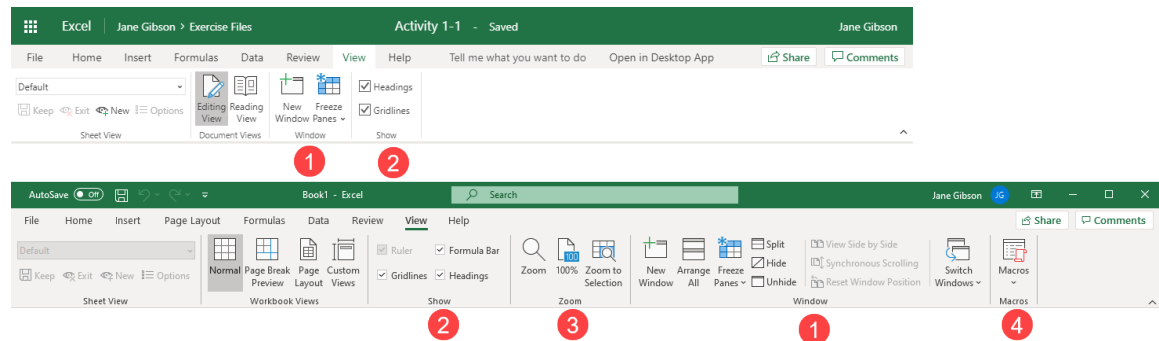 Excel Jane Gibson > Exercise Files Activity 1-1 - Saved Jane Gibson
File Home Insert Formulas Data Review View Help Tell me what you want to do Open in Desktop App Share Comments
Default
Keep Exit New Options
Editing View
Reading View
New Window
Freeze Panes
Headings
Gridlines
Sheet View Document Views Window Show
1 2
AutoSave Off Book1 - Excel Search Jane Gibson JG
File Home Insert Page Layout Formulas Data Review View Help Share Comments
Default
Keep Exit New Options
Normal
Page Break Preview
Page Layout
Custom Views
Ruler Formula Bar
Gridlines Headings
Zoom
100 100%
Zoom to Selection
New Window
Arrange All
Freeze Panes
Split
Hide
Unhide
View Side by Side
Synchronous Scrolling
Reset Window Position
Switch Windows
Macros
Sheet View Workbook Views Show Zoom Window Macros
2 3 1 4